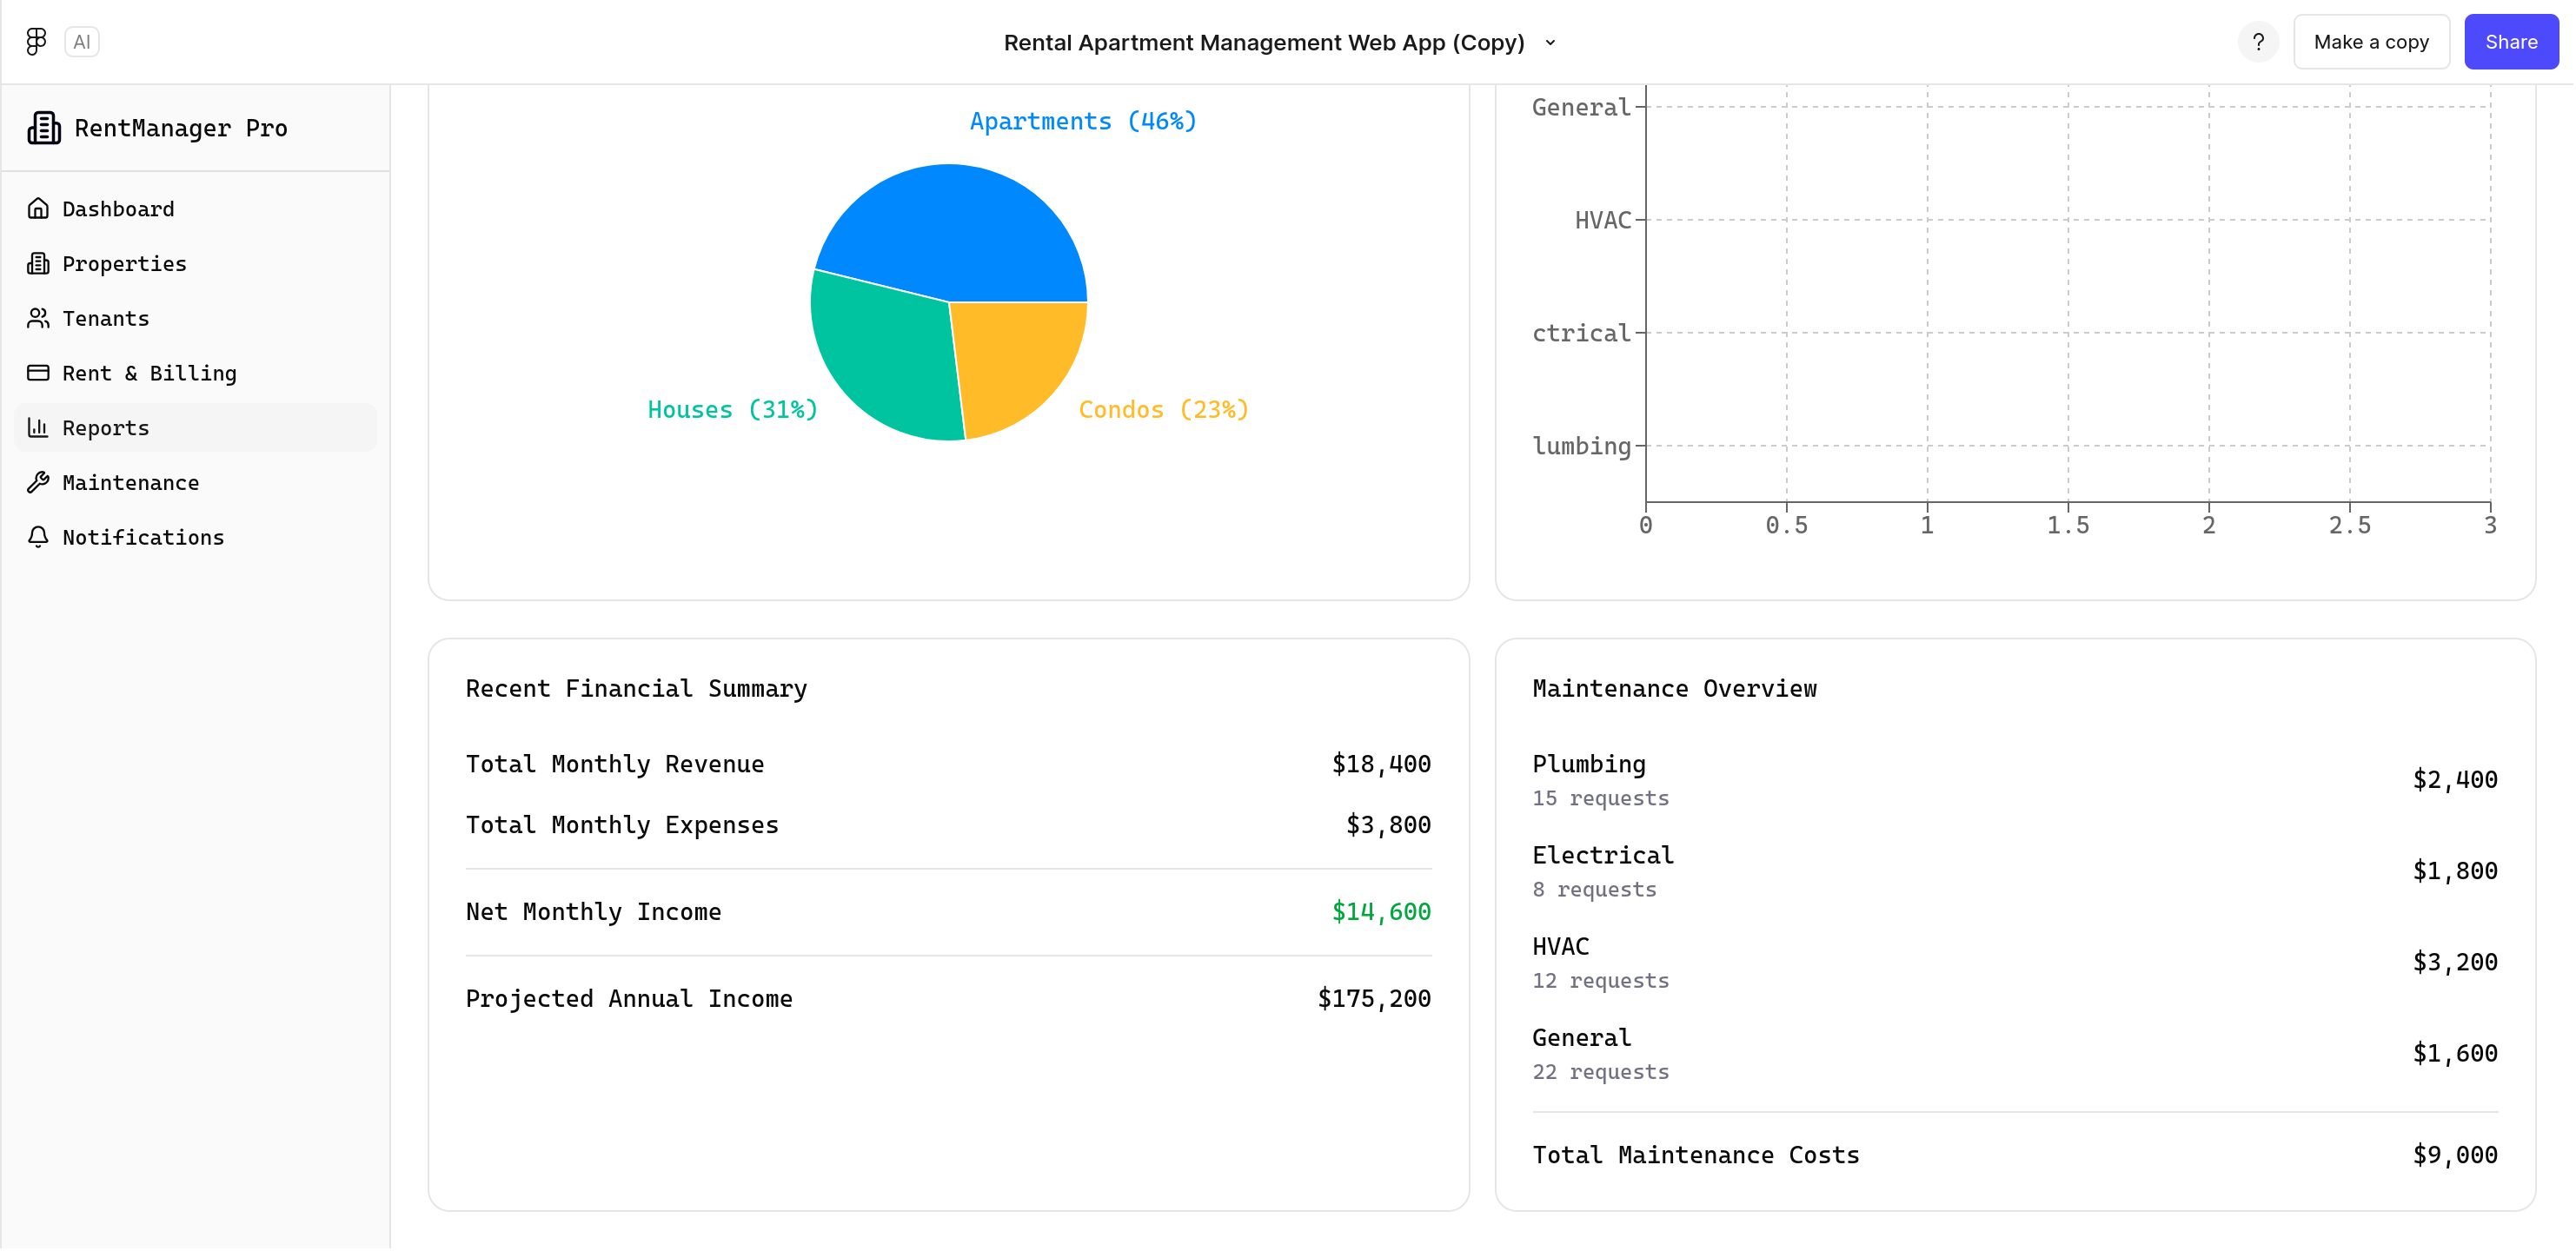 AI
Rental Apartment Management Web App (Copy)
?
Make a copy
Share
RentManager Pro
Dashboard
Properties
Tenants
Rent & Billing
Reports
Maintenance
Notifications
Apartments (46%)
Houses (31%)
Condos (23%)
General
HVAC
ctrical
lumbing
0 0.5 1 1.5 2 2.5 3
Recent Financial Summary
Total Monthly Revenue $18,400
Total Monthly Expenses $3,800
Net Monthly Income $14,600
Projected Annual Income $175,200
Maintenance Overview
Plumbing
15 requests
$2,400
Electrical
8 requests
$1,800
HVAC
12 requests
$3,200
General
22 requests
$1,600
Total Maintenance Costs $9,000